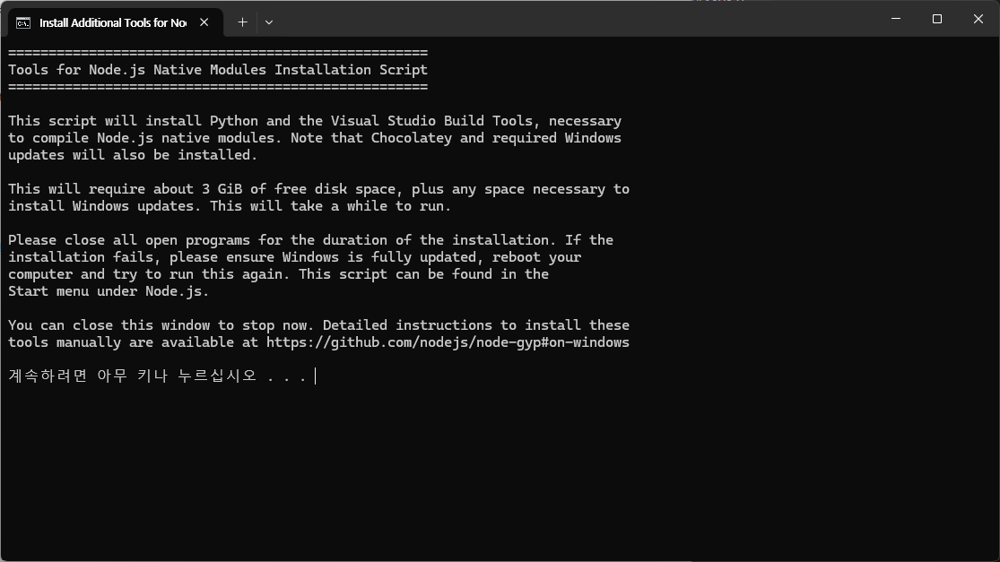 Install Additional Tools for Noc
====================================================
Tools for Node.js Native Modules Installation Script
====================================================
This script will install Python and the Visual Studio Build Tools, necessary
to compile Node.js native modules. Note that Chocolatey and required Windows
updates will also be installed.
This will require about 3 GiB of free disk space, plus any space necessary to
install Windows updates. This will take a while to run.
Please close all open programs for the duration of the installation. If the
installation fails, please ensure Windows is fully updated, reboot your
computer and try to run this again. This script can be found in the
Start menu under Node.js.
You can close this window to stop now. Detailed instructions to install these
tools manually are available at https://github.com/nodejs/node-gyp#on-windows
계속하려면 아무 키나 누르십시오 . . .